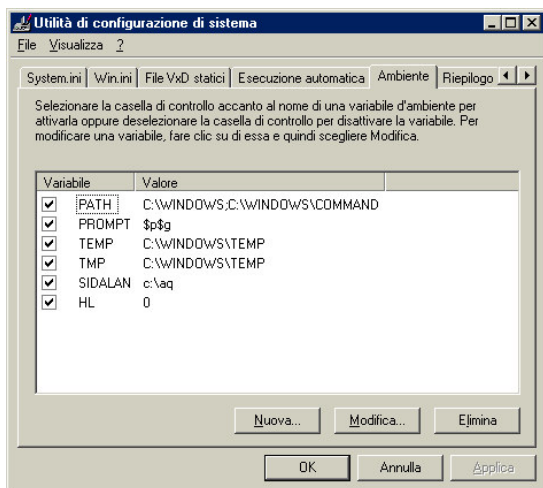 Utilità di configurazione di sistema
File Visualizza ?
System.ini Win.ini File VxD statici Esecuzione automatica Ambiente Riepilogo
Selezionare la casella di controllo accanto al nome di una variabile d'ambiente per
attivarla oppure deselezionare la casella di controllo per disattivare la variabile. Per
modificare una variabile, fare clic su di essa e quindi scegliere Modifica.
Variabile Valore
PATH C:\WINDOWS;C:\WINDOWS\COMMAND
PROMPT $p$g
TEMP C:\WINDOWS\TEMP
TMP C:\WINDOWS\TEMP
SIDALAN c:\aq
HL 0
Nuova... Modifica... Elimina
OK Annulla Applica